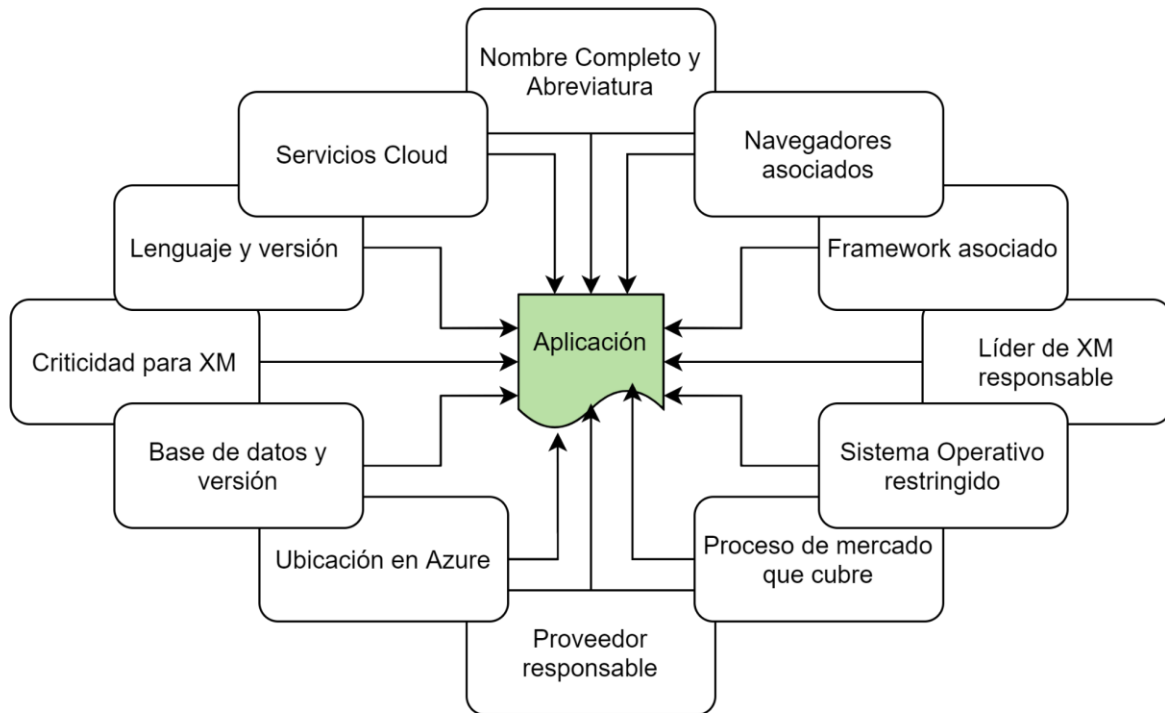 Nombre Completo y
Abreviatura
Servicios Cloud
Navegadores
asociados
Lenguaje y versión
Framework asociado
Aplicación
Criticidad para XM
Líder de XM
responsable
Base de datos y
versión
Sistema Operativo
restringido
Ubicación en Azure
Proceso de mercado
que cubre
Proveedor
responsable